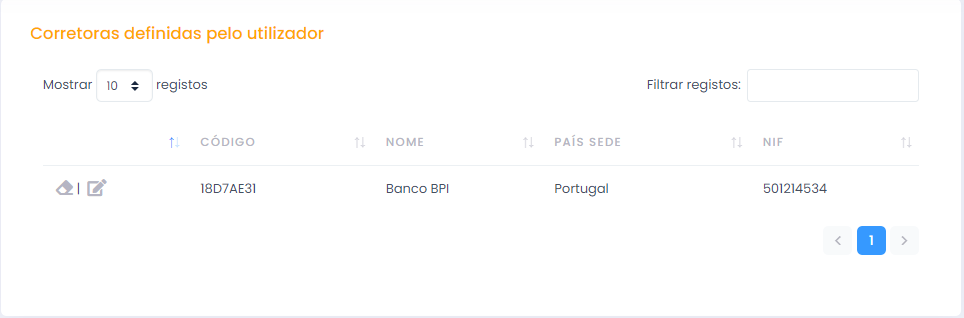 Corretoras definidas pelo utilizador
Mostrar 10 registos
Filtrar registos:
CÓDIGO NOME PAÍS SEDE NIF
| 18D7AE31 Banco BPI Portugal 501214534
1